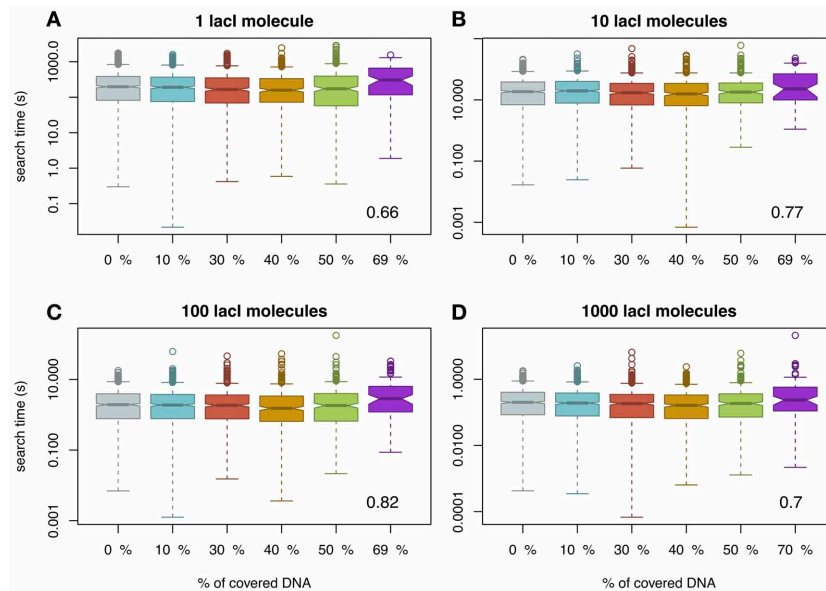 A
1 lacI molecule
search time (s)
1000.0
10.0
1.0
0.1
0.66
0 % 10 % 30 % 40 % 50 % 69 %
B
10 lacI molecules
10.000
0.100
0.001
0.77
0 % 10 % 30 % 40 % 50 % 69 %
C
100 lacI molecules
search time (s)
10.000
0.100
0.001
0.82
0 % 10 % 30 % 40 % 50 % 69 %
% of covered DNA
D
1000 lacI molecules
1.0000
0.0100
0.0001
0.7
0 % 10 % 30 % 40 % 50 % 70 %
% of covered DNA